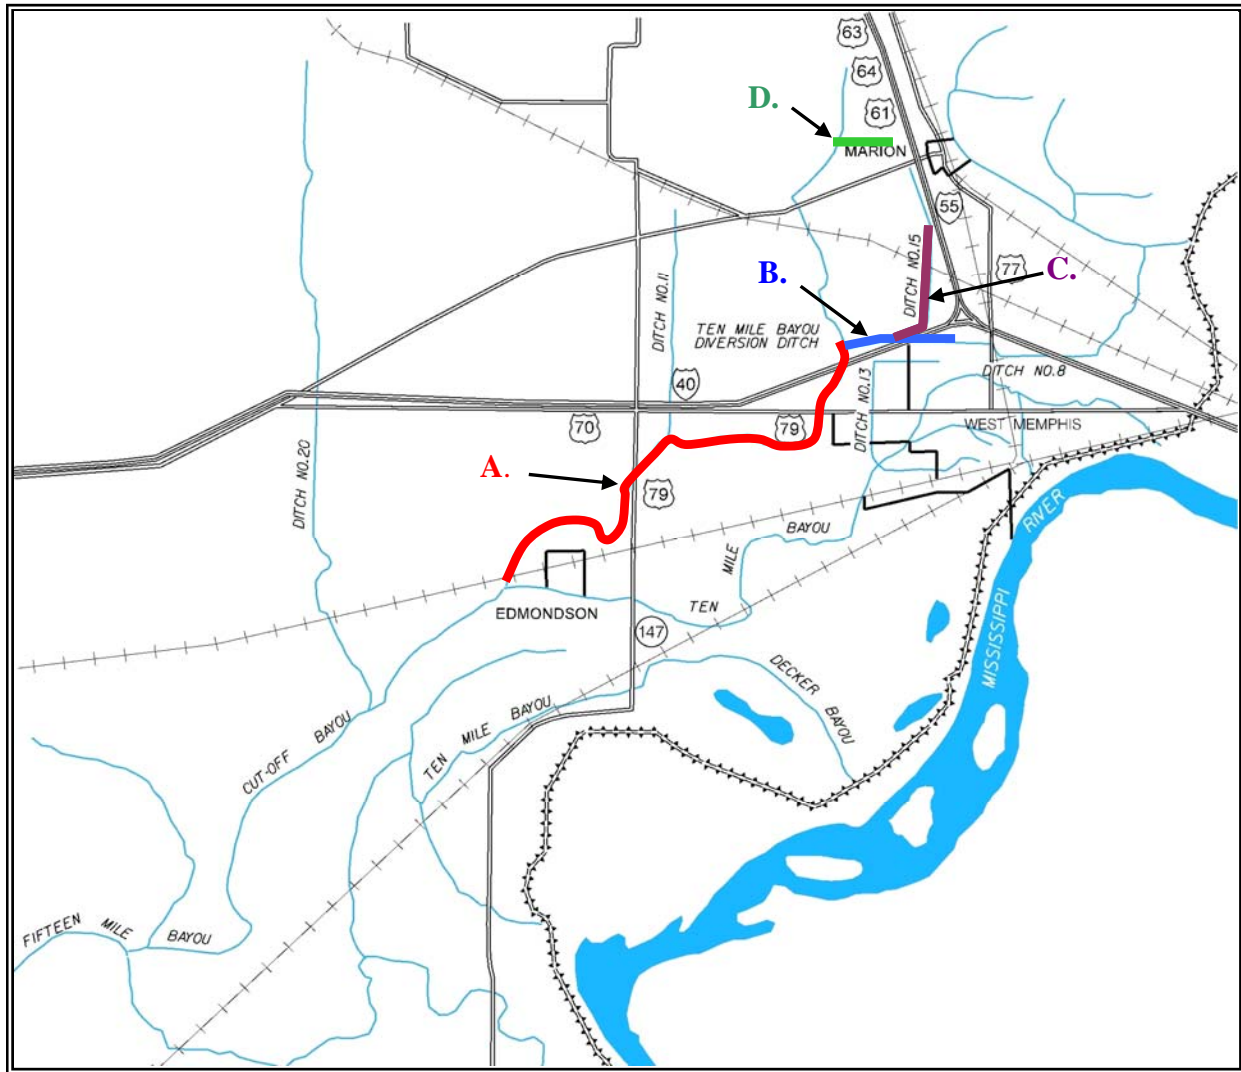 63
64
D.
61
MARION
55
DITCH NO.15
77
C.
B.
DITCH NO.11
TEN MILE BAYOU
DIVERSION DITCH
40
DITCH NO.13
DITCH NO.8
70
79
WEST MEMPHIS
DITCH NO.20
A.
79
RIVER
BAYOU
MILE
TEN
EDMONDSON
147
MISSISSIPPI
DECKER
BAYOU
TEN MILE BAYOU
CUT-OFF BAYOU
FIFTEEN MILE BAYOU